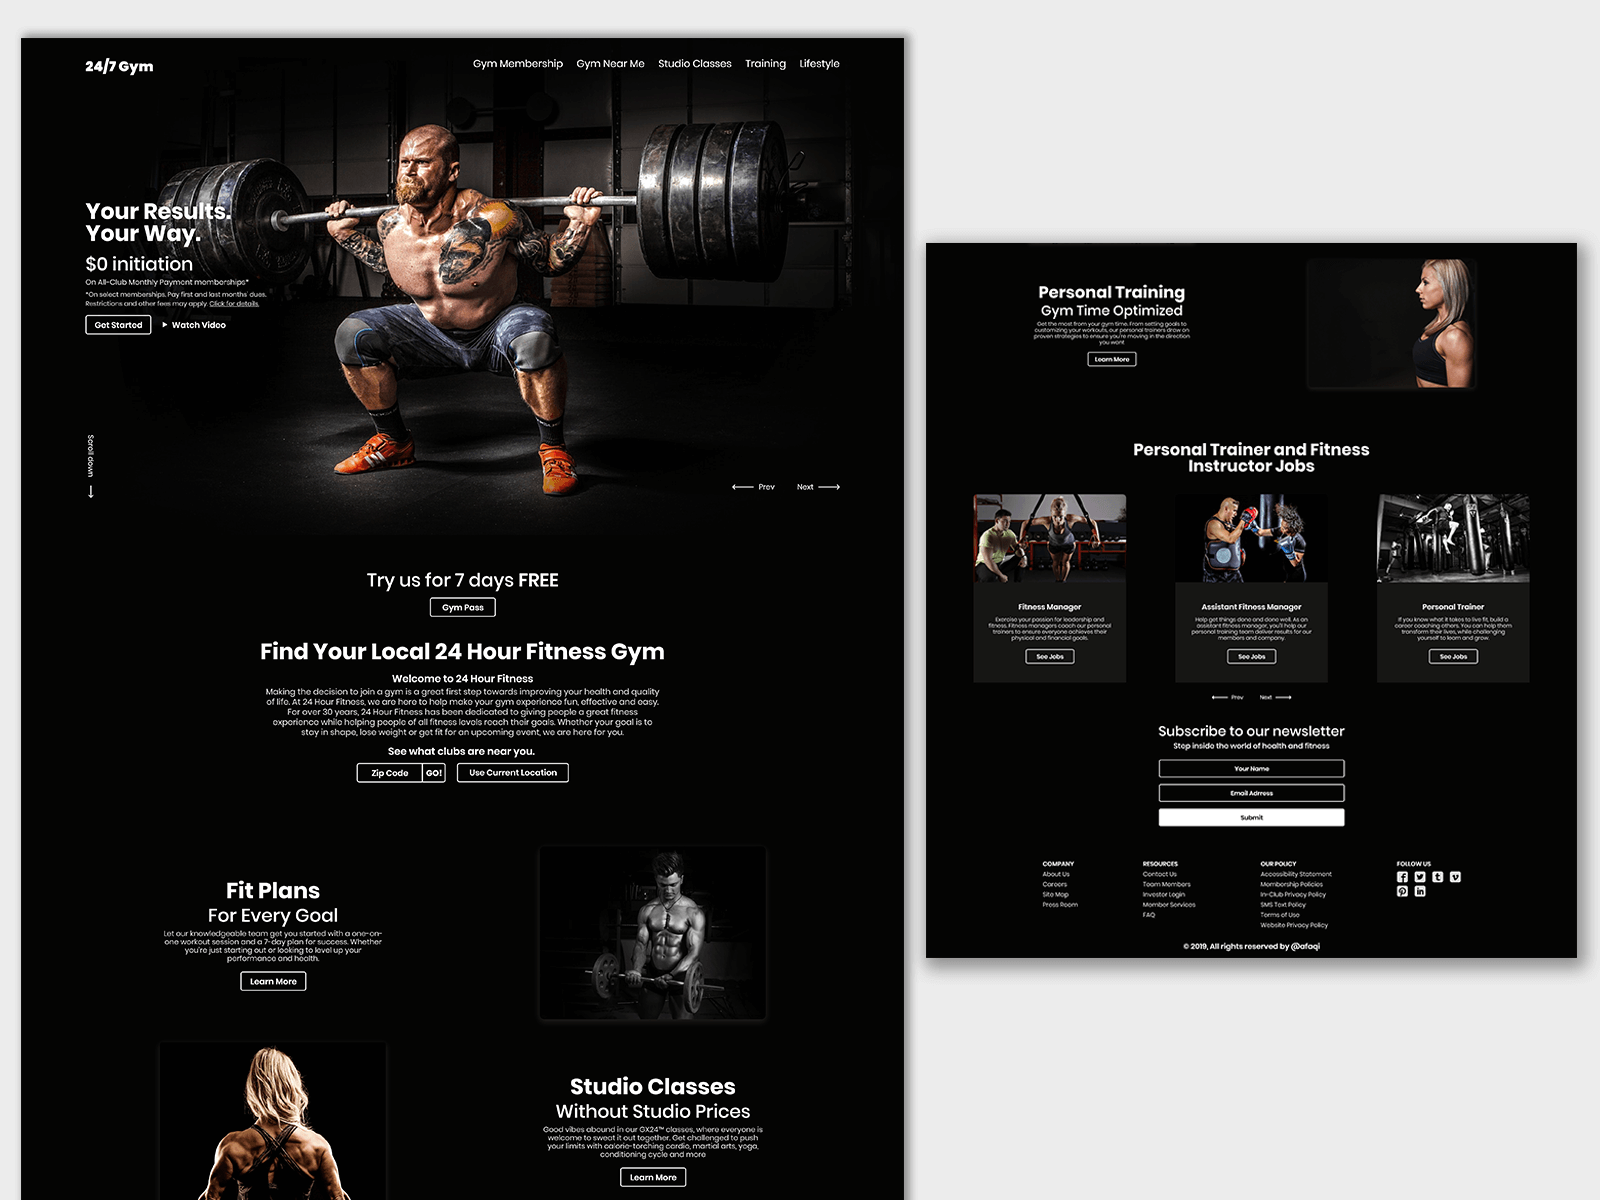 24/7 Gym
Gym Membership Gym Near Me Studio Classes Training Lifestyle
Your Results.
Your Way.
$0 initiation
On All-Club Monthly Payment memberships*
*On select memberships. Pay first and last months' dues.
Restrictions and other fees may apply. Click for details.
Get Started Watch Video
Scroll down
Prev Next
Try us for 7 days FREE
Gym Pass
Find Your Local 24 Hour Fitness Gym
Welcome to 24 Hour Fitness
Making the decision to join a gym is a great first step towards improving your health and quality
of life. At 24 Hour Fitness, we are here to help make your gym experience fun, effective and easy.
For over 30 years, 24 Hour Fitness has been dedicated to giving people a great fitness
experience while helping people of all fitness levels reach their goals. Whether your goal is to
stay in shape, lose weight or get fit for an upcoming event, we are here for you.
See what clubs are near you.
Zip Code GO! Use Current Location
Fit Plans
For Every Goal
Let our knowledgeable team get you started with a one-on-
one workout session and a 7-day plan for success. Whether
you're just starting out or looking to level up your
performance and health.
Learn More
Studio Classes
Without Studio Prices
Good vibes abound in our GX24™ classes, where everyone is
welcome to sweat it out together. Get challenged to push
your limits with calorie-torching cardio, martial arts, yoga,
conditioning cycle and more
Learn More
Personal Training
Gym Time Optimized
Get the most from your gym time. From setting goals to
customizing your workouts, our personal trainers draw on
proven strategies to ensure you're moving in the direction
you want
Learn More
Personal Trainer and Fitness
Instructor Jobs
Fitness Manager
Exercise your passion for leadership and
fitness. Fitness managers coach our personal
trainers to ensure everyone achieves their
physical and financial goals.
See Jobs
Assistant Fitness Manager
Help get things done and done well. As an
assistant fitness manager, you'll help our
personal training team deliver results for our
members and company.
See Jobs
Personal Trainer
If you know what it takes to live fit, build a
career coaching others. You can help them
transform their lives, while challenging
yourself to learn and grow.
See Jobs
Prev Next
Subscribe to our newsletter
Step inside the world of health and fitness
Your Name
Email Adrress
Submit
COMPANY
About Us
Careers
Site Map
Press Room
RESOURCES
Contact Us
Team Members
Investor Login
Member Services
FAQ
OUR POLICY
Accessibility Statement
Membership Policies
In-Club Privacy Policy
SMS Text Policy
Terms of Use
Website Privacy Policy
FOLLOW US
© 2019, All rights reserved by @afaqi